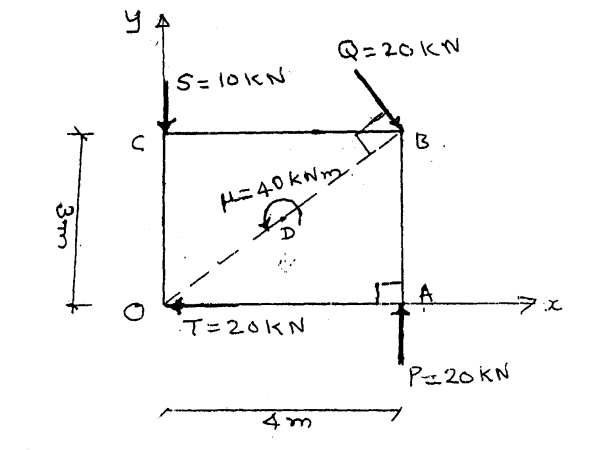 y
Q=20KN
S=10KN
C
B
μ=40kNm
3m
D
O
A
x
T=20KN
P=20KN
4m